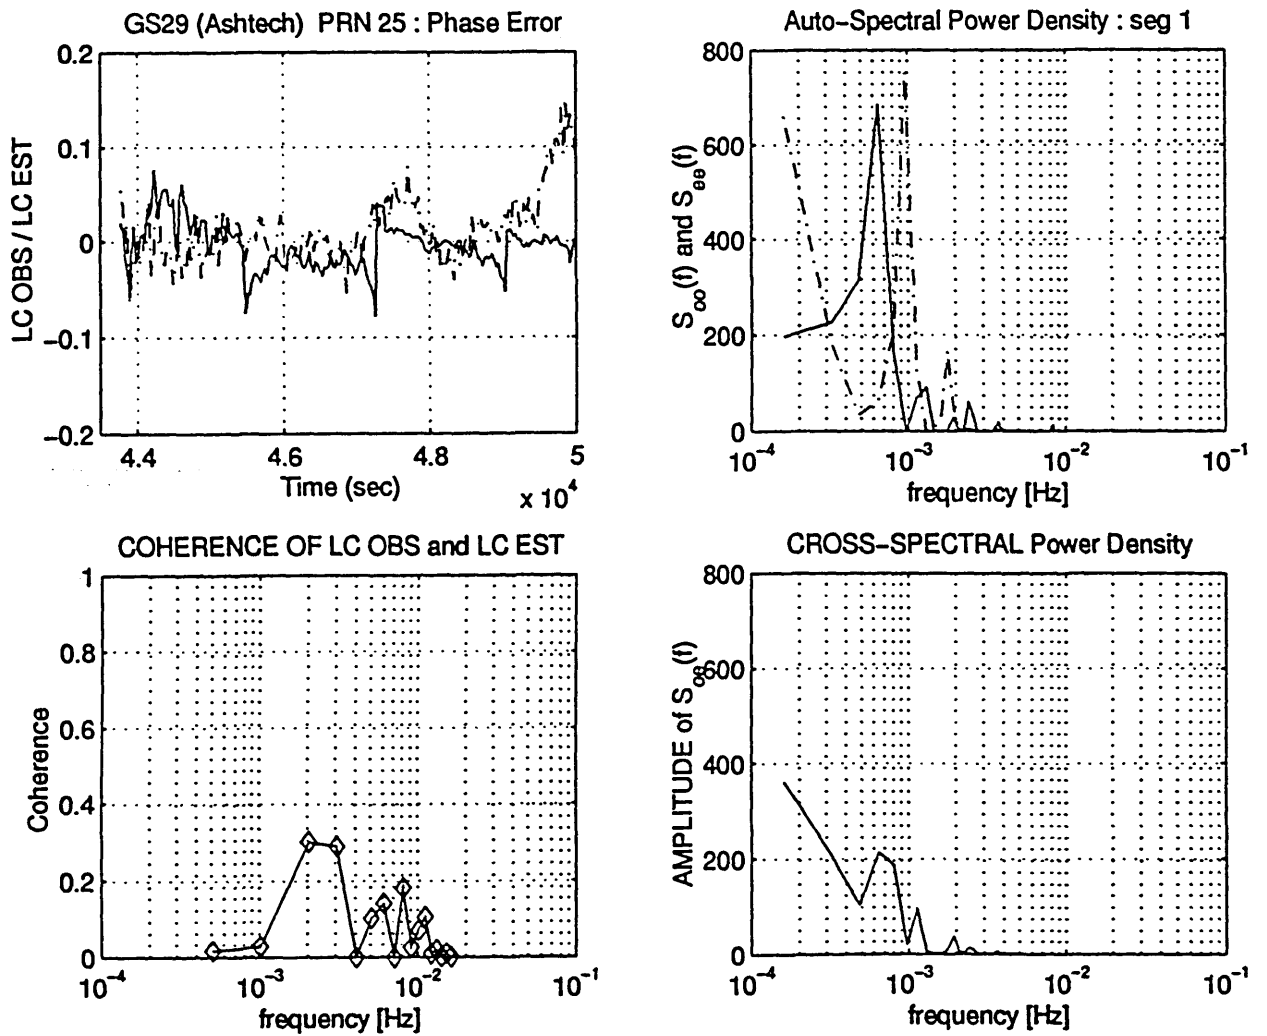 GS29 (Ashtech) PRN 25 : Phase Error
0.2
0.1
0
−0.1
−0.2
LC OBS / LC EST
4.4
4.6
4.8
5
Time (sec)
x 10^4
Auto−Spectral Power Density : seg 1
800
600
400
200
0
S_oo(f) and S_ee(f)
10^−4
10^−3
10^−2
10^−1
frequency [Hz]
COHERENCE OF LC OBS and LC EST
1
0.8
0.6
0.4
0.2
0
Coherence
10^−4
10^−3
10^−2
10^−1
frequency [Hz]
CROSS−SPECTRAL Power Density
800
600
400
200
0
AMPLITUDE of S_oe(f)
10^−4
10^−3
10^−2
10^−1
frequency [Hz]